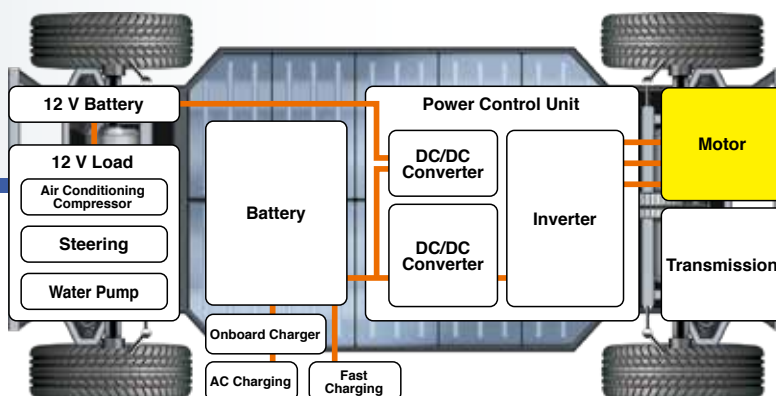 12 V Battery
12 V Load
Air Conditioning
Compressor
Steering
Water Pump
Battery
Onboard Charger
AC Charging
Fast
Charging
Power Control Unit
DC/DC
Converter
DC/DC
Converter
Inverter
Motor
Transmission